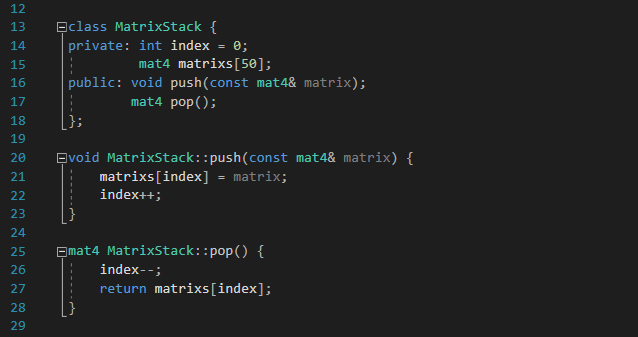 12
13 class MatrixStack {
14 private: int index = 0;
15 mat4 matrixs[50];
16 public: void push(const mat4& matrix);
17 mat4 pop();
18 };
19
20 void MatrixStack::push(const mat4& matrix) {
21 matrixs[index] = matrix;
22 index++;
23 }
24
25 mat4 MatrixStack::pop() {
26 index--;
27 return matrixs[index];
28 }
29